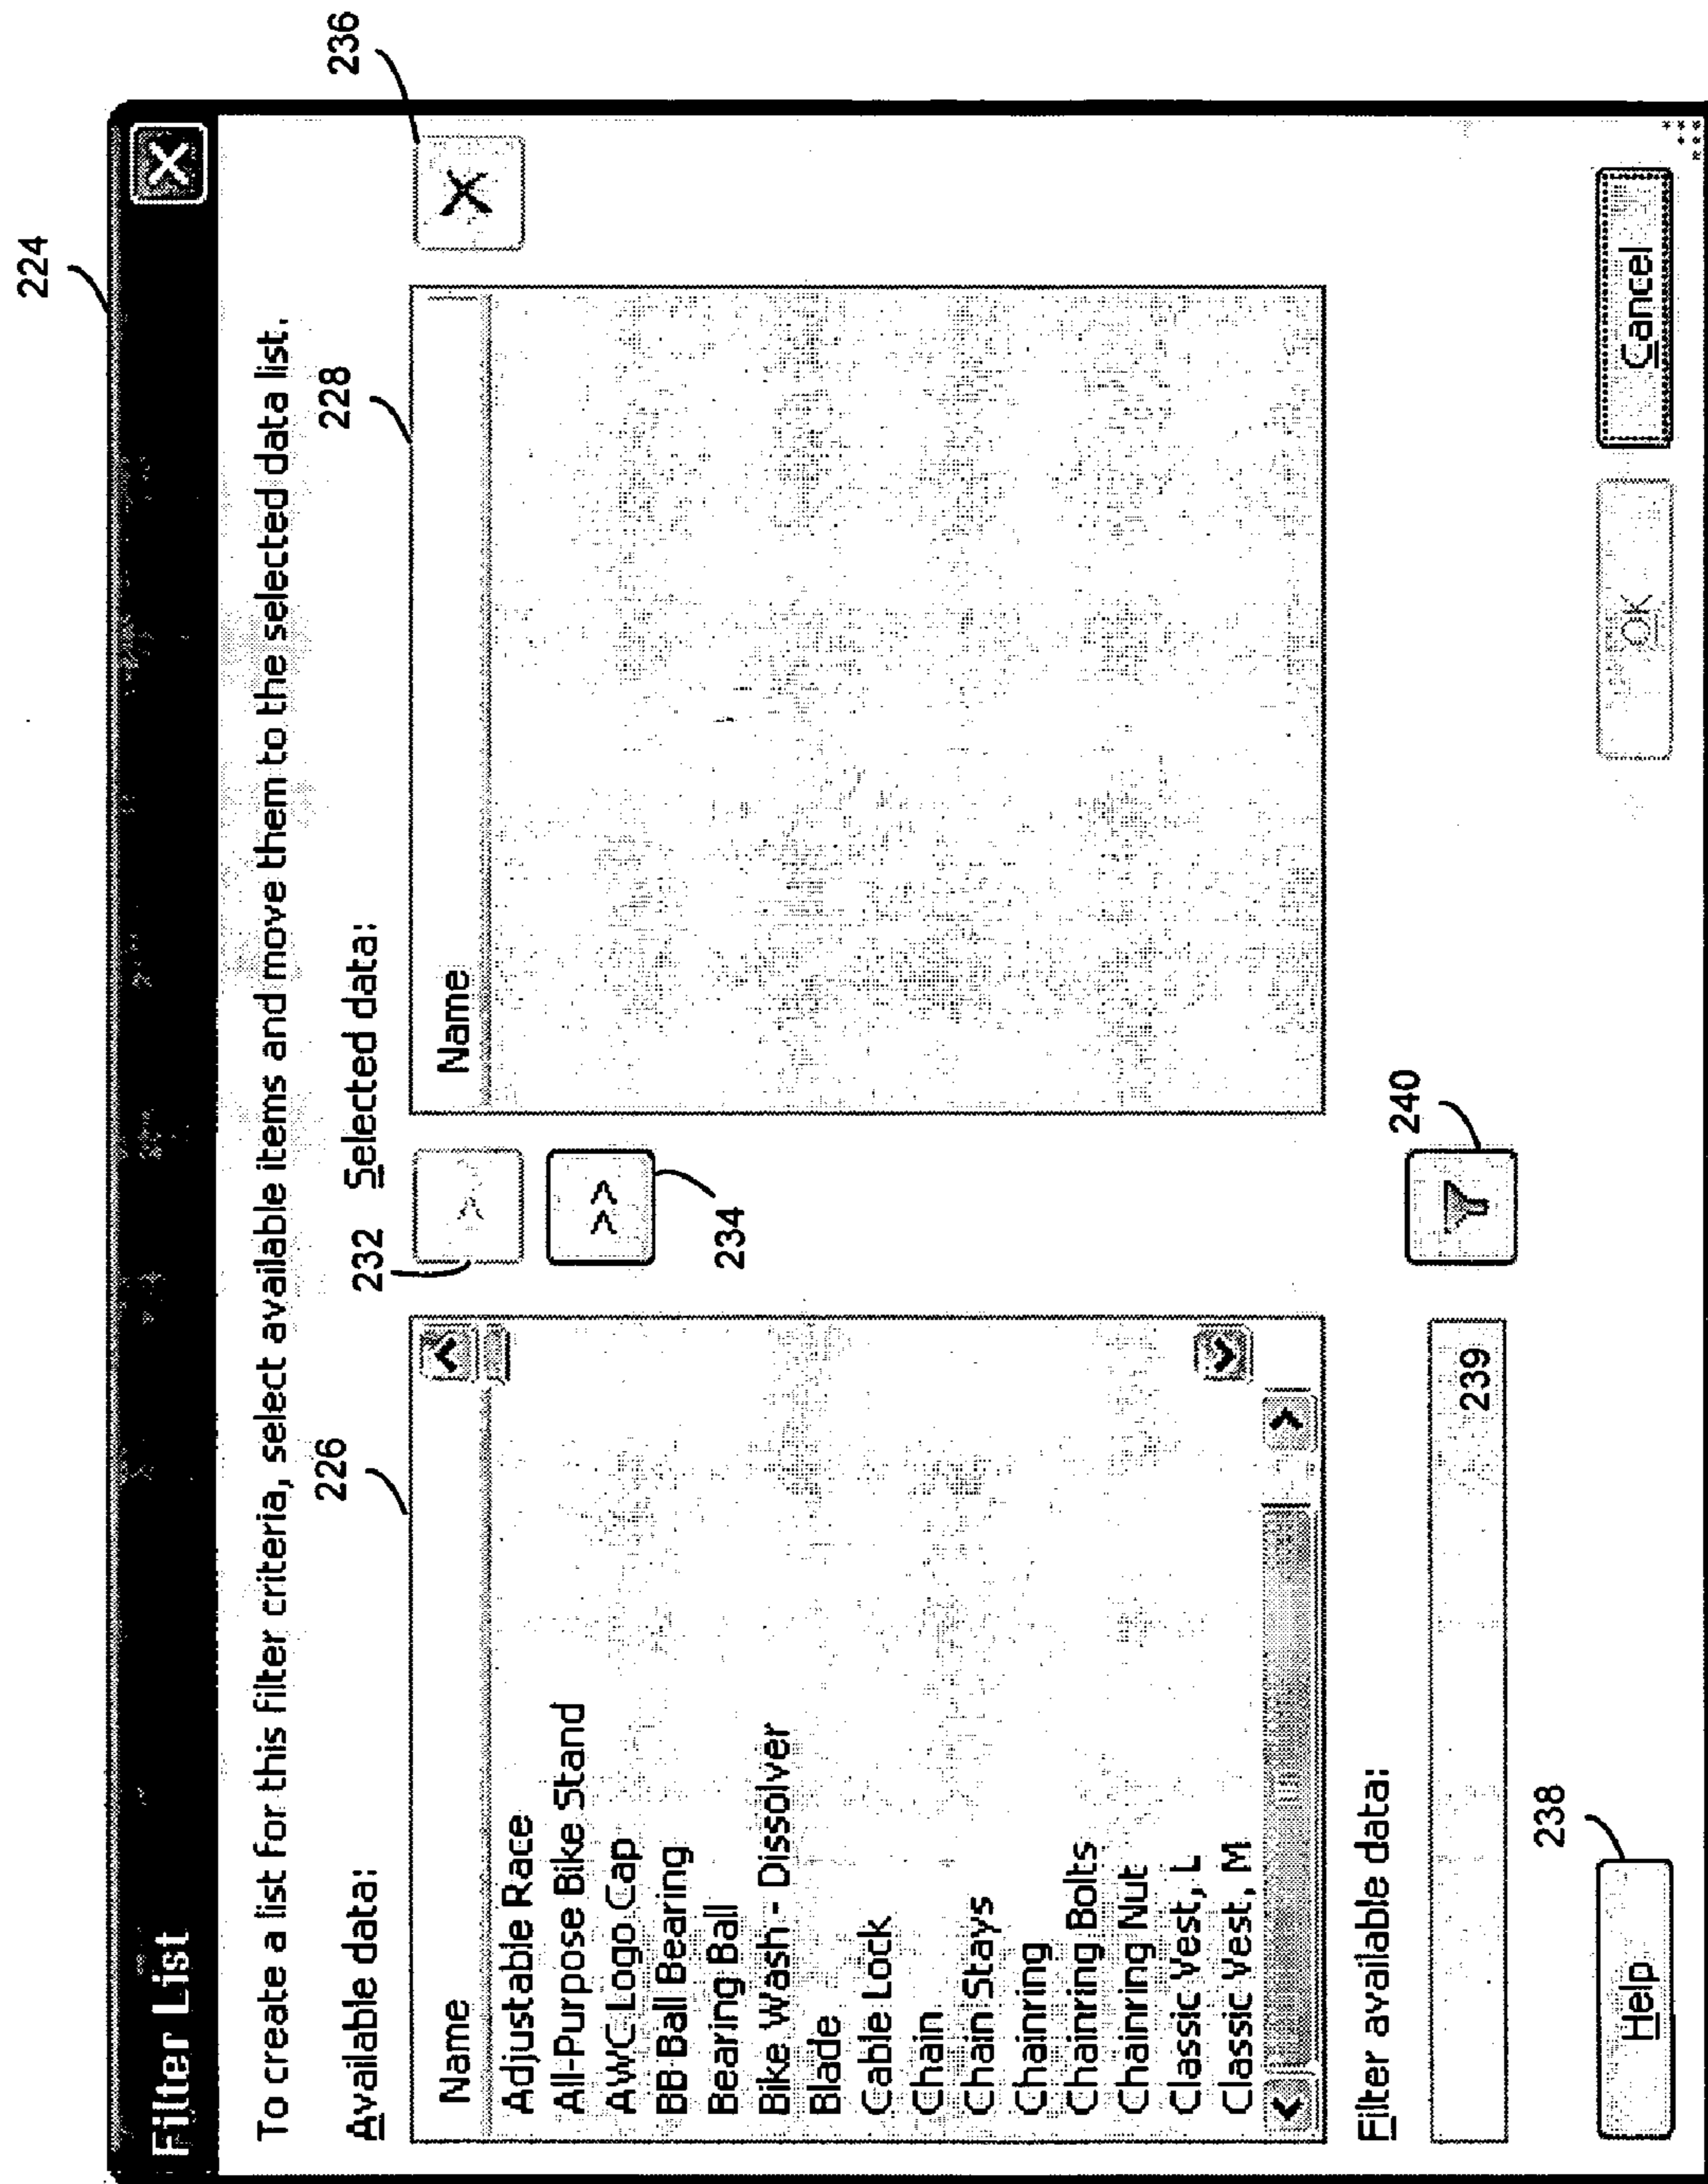 224
Filter List
X
To create a list for this filter criteria, select available items and move them to the selected data list.
226
228
236
Available data:
232
Selected data:
Name
>
Name
X
>>
234
Adjustable Race
All-Purpose Bike Stand
AWC Logo Cap
BB Ball Bearing
Bearing Ball
Bike Wash - Dissolver
Blade
Cable Lock
Chain
Chain Stays
Chainring
Chainring Bolts
Chainring Nut
Classic Vest, L
Classic Vest, M
Filter available data:
240
239
238
Help
OK
Cancel